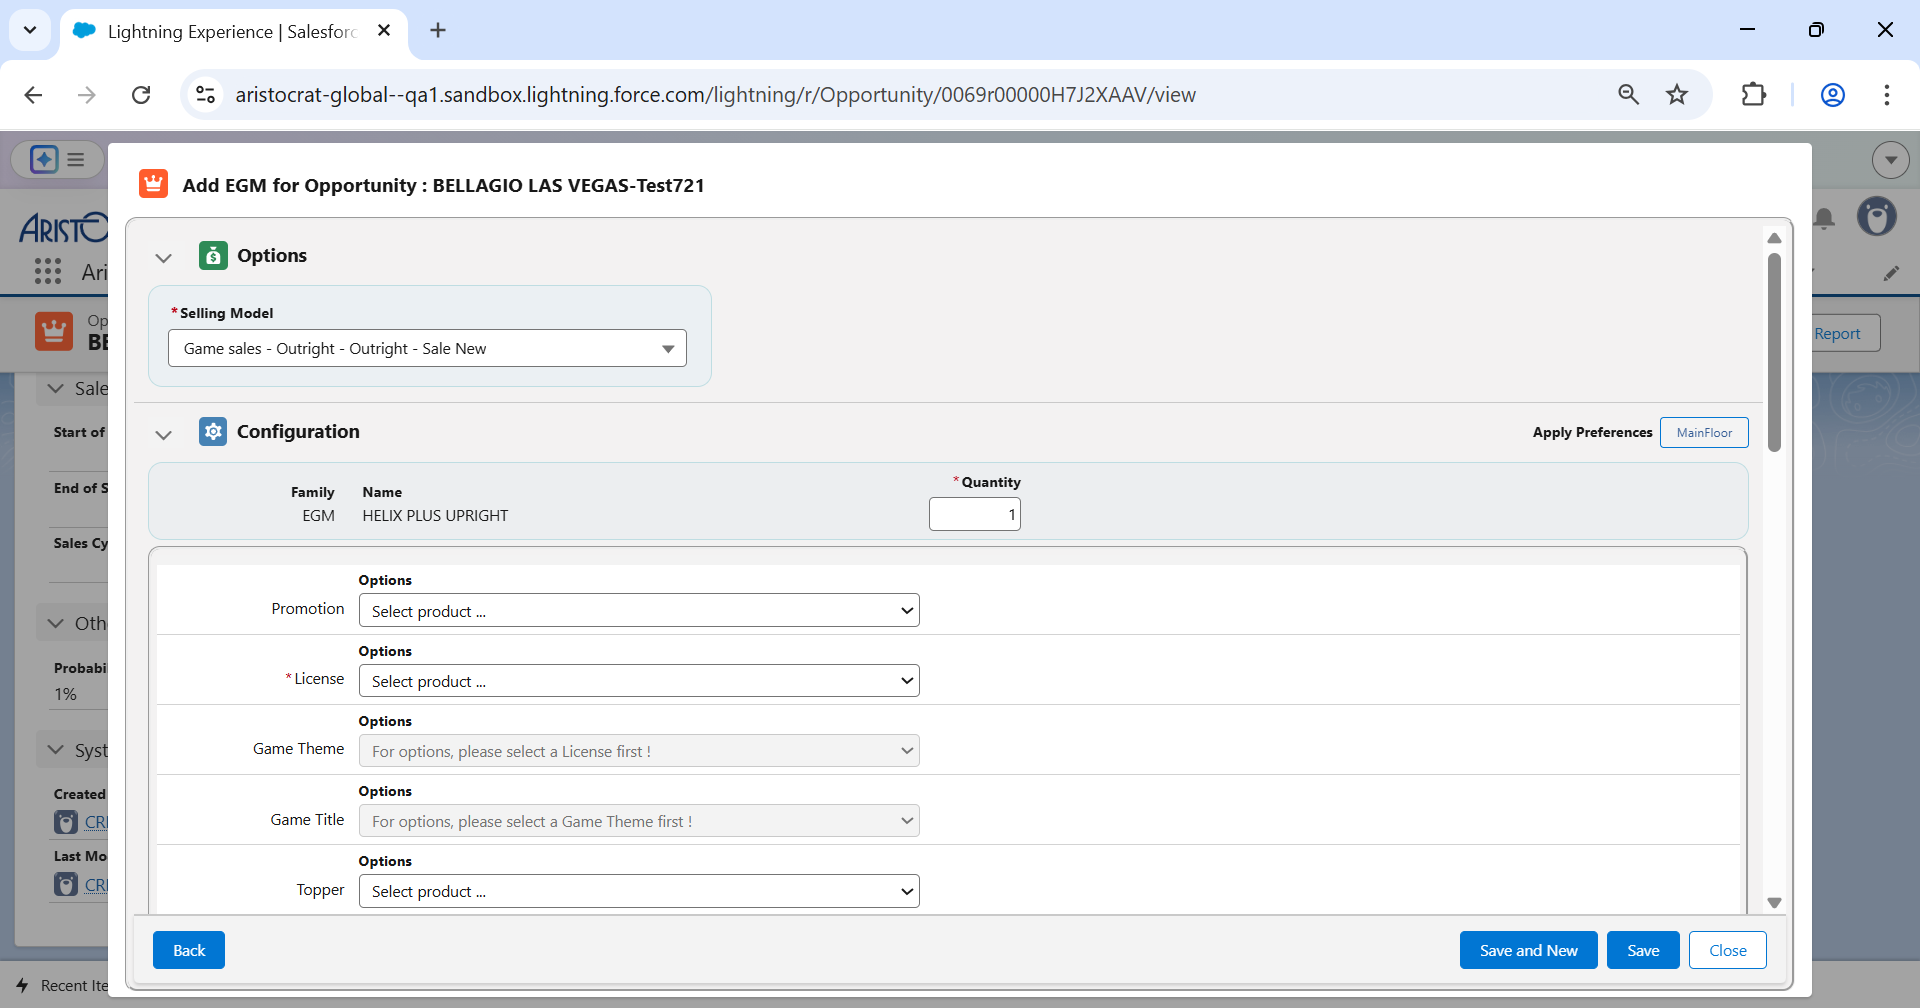 Lightning Experience | Salesforc
aristocrat-global--qa1.sandbox.lightning.force.com/lightning/r/Opportunity/0069r00000H7J2XAAV/view
Add EGM for Opportunity : BELLAGIO LAS VEGAS-Test721
ARISTO
Ari
Op
BE
Report
Options
*Selling Model
Game sales - Outright - Outright - Sale New
Configuration
Apply Preferences
MainFloor
Family
Name
*Quantity
EGM
HELIX PLUS UPRIGHT
1
Options
Promotion
Select product ...
Options
*License
Select product ...
Options
Game Theme
For options, please select a License first !
Options
Game Title
For options, please select a Game Theme first !
Options
Topper
Select product ...
Back
Save and New
Save
Close
Sale
Start of
End of S
Sales Cy
Oth
Probabi
1%
Syst
Created
CRI
Last Mo
CRI
Recent Ite